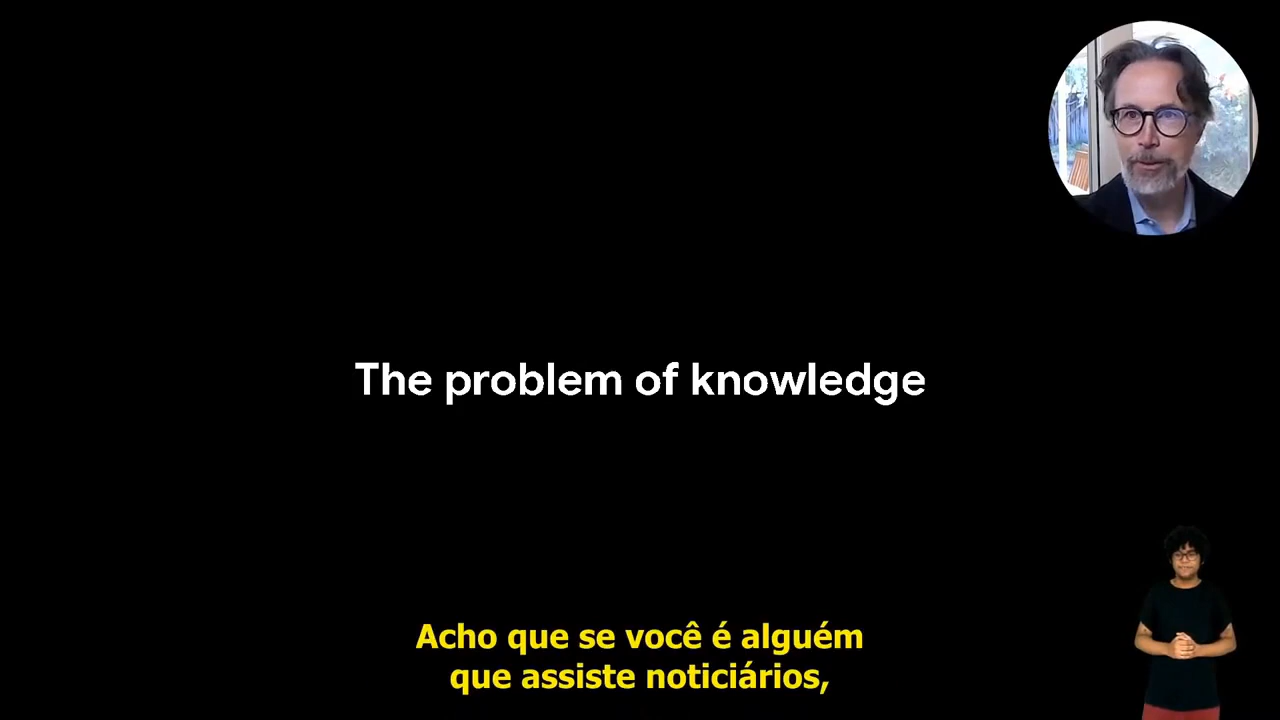 The problem of knowledge
Acho que se você é alguém
que assiste noticiários,